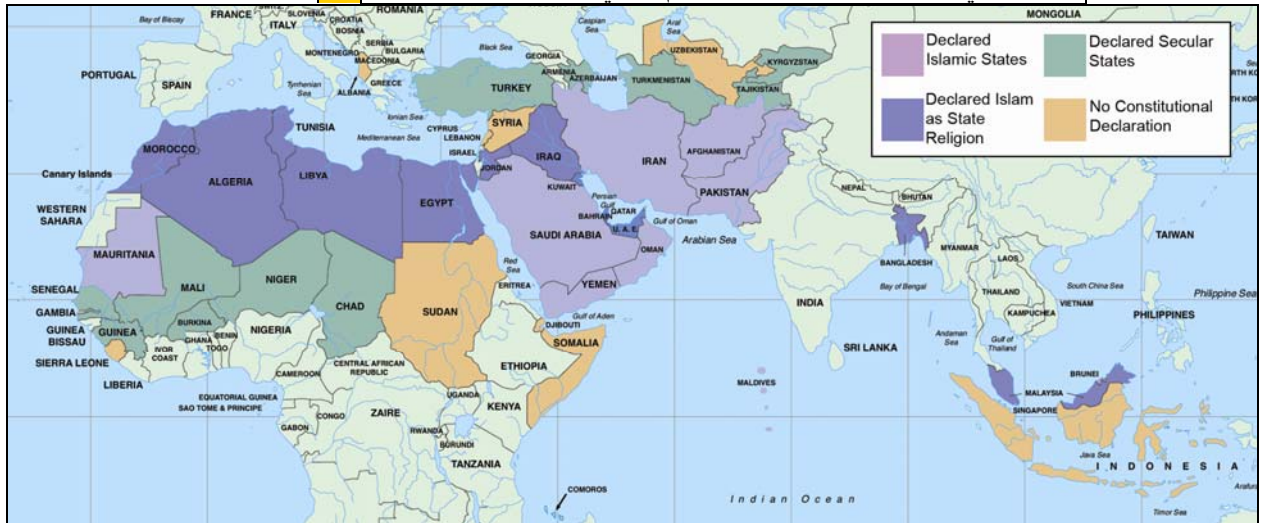 Declared
Islamic States
Declared Secular
States
Declared Islam
as State
Religion
No Constitutional
Declaration
Bay of Biscay
FRANCE
ITALY
SLOVENIA
CROATIA
BOSNIA
ROMANIA
SERBIA
BULGARIA
MONTENEGRO
MACEDONIA
PORTUGAL
SPAIN
Tyrrhenian
Sea
ALBANIA
GREECE
Ionian Sea
Mediterranean Sea
Black Sea
Caspian
Sea
Aral
Sea
MONGOLIA
GEORGIA
ARMENIA
AZERBAIJAN
TURKEY
UZBEKISTAN
KYRGYZSTAN
TURKMENISTAN
TAJIKISTAN
CYPRUS
LEBANON
ISRAEL
SYRIA
JORDAN
IRAQ
IRAN
AFGHANISTAN
PAKISTAN
KUWAIT
Persian
Gulf
BAHRAIN
QATAR
U. A. E.
Gulf of Oman
OMAN
SAUDI ARABIA
YEMEN
Arabian Sea
Red
Sea
Gulf of Aden
MOROCCO
ALGERIA
TUNISIA
LIBYA
EGYPT
Canary Islands
WESTERN
SAHARA
MAURITANIA
MALI
NIGER
CHAD
SUDAN
ERITREA
DJIBOUTI
SOMALIA
ETHIOPIA
SENEGAL
GAMBIA
GUINEA
BISSAU
GUINEA
SIERRA LEONE
LIBERIA
IVOR
COAST
BURKINA
GHANA
TOGO
BENIN
NIGERIA
CAMEROON
CENTRAL AFRICAN
REPUBLIC
EQUATORIAL GUINEA
SAO TOME & PRINCIPE
GABON
CONGO
ZAIRE
UGANDA
KENYA
RWANDA
BURUNDI
TANZANIA
COMOROS
NEPAL
BHUTAN
INDIA
BANGLADESH
MYANMAR
LAOS
THAILAND
VIETNAM
KAMPUCHEA
Bay of Bengal
Andaman
Sea
Gulf of
Thailand
South China Sea
TAIWAN
Philippine Sea
PHILIPPINES
SRI LANKA
MALDIVES
BRUNEI
MALAYSIA
SINGAPORE
INDONESIA
Java Sea
Timor Sea
Indian Ocean